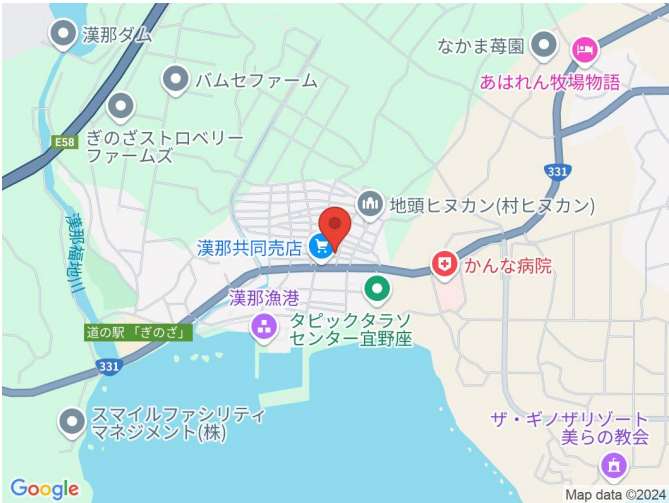 漢那ダム
なかま苺園
あはれん牧場物語
バムセファーム
ぎのざストロベリー
ファームズ
E58
331
地頭ヒヌカン(村ヒヌカン)
漢那福地川
漢那共同売店
かんな病院
漢那漁港
タピックタラソ
センター宜野座
道の駅 「ぎのざ」
331
スマイルファシリティ
マネジメント(株)
ザ・ギノザリゾート
美らの教会
Google
Map data ©2024